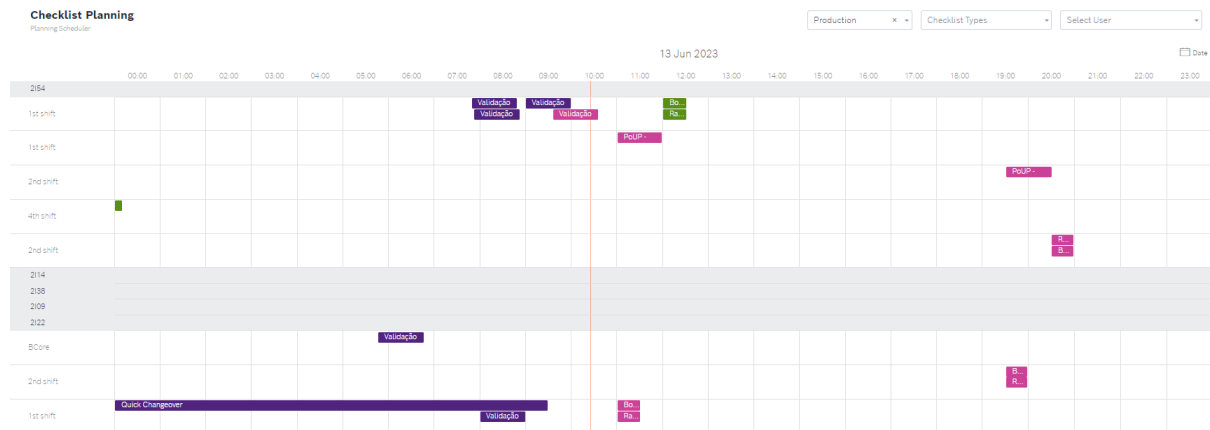 Checklist Planning
Planning Scheduler
Production × Checklist Types Select User
13 Jun 2023 Date
00:00 01:00 02:00 03:00 04:00 05:00 06:00 07:00 08:00 09:00 10:00 11:00 12:00 13:00 14:00 15:00 16:00 17:00 18:00 19:00 20:00 21:00 22:00 23:00
2I54
Validação Validação Bo...
1st shift
Validação Validação Ra...
PoUP -
1st shift
PoUP -
2nd shift
4th shift
R...
2nd shift
B...
2I14
2I38
2I09
2I22
Validação
BCore
B...
2nd shift
R...
Quick Changeover Bo...
1st shift
Validação Ra...